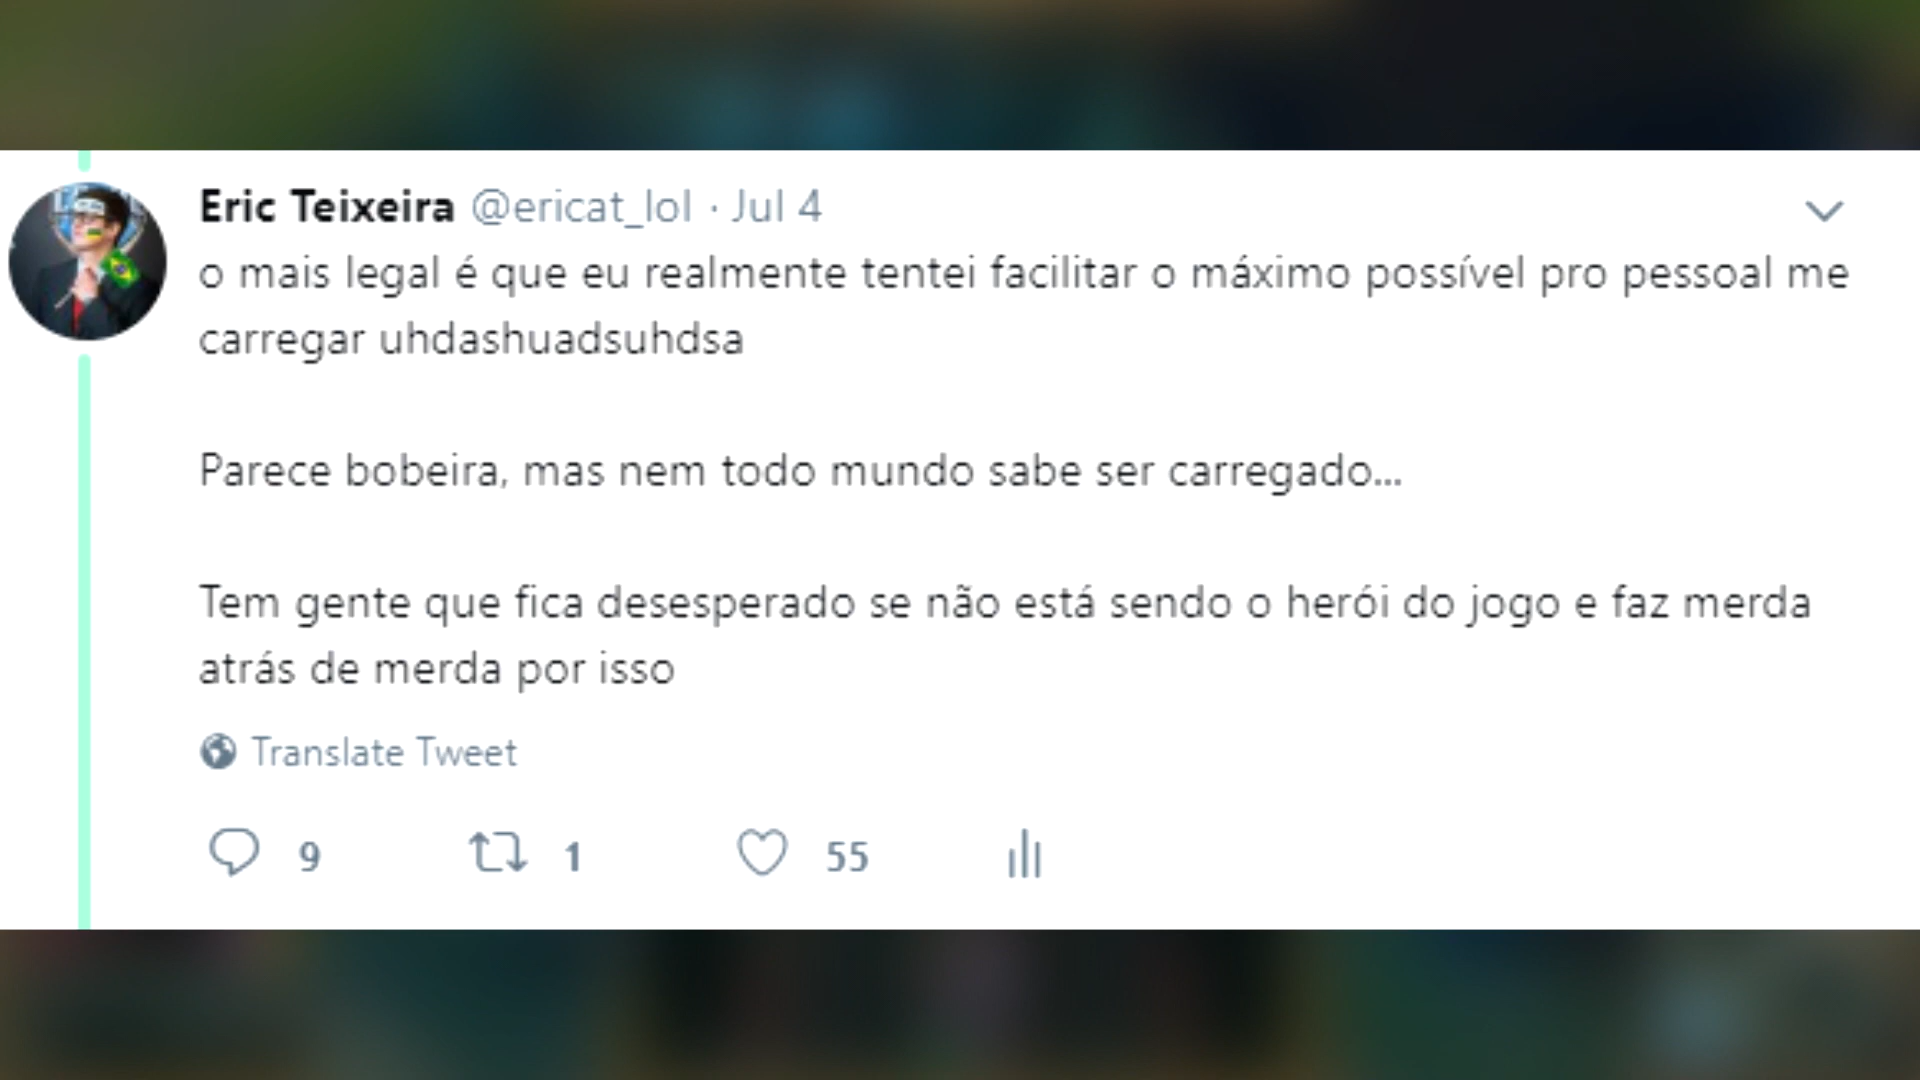 Eric Teixeira @ericat_lol · Jul 4
o mais legal é que eu realmente tentei facilitar o máximo possível pro pessoal me
carregar uhdashuadsuhdsa
Parece bobeira, mas nem todo mundo sabe ser carregado...
Tem gente que fica desesperado se não está sendo o herói do jogo e faz merda
atrás de merda por isso
Translate Tweet
9 1 55